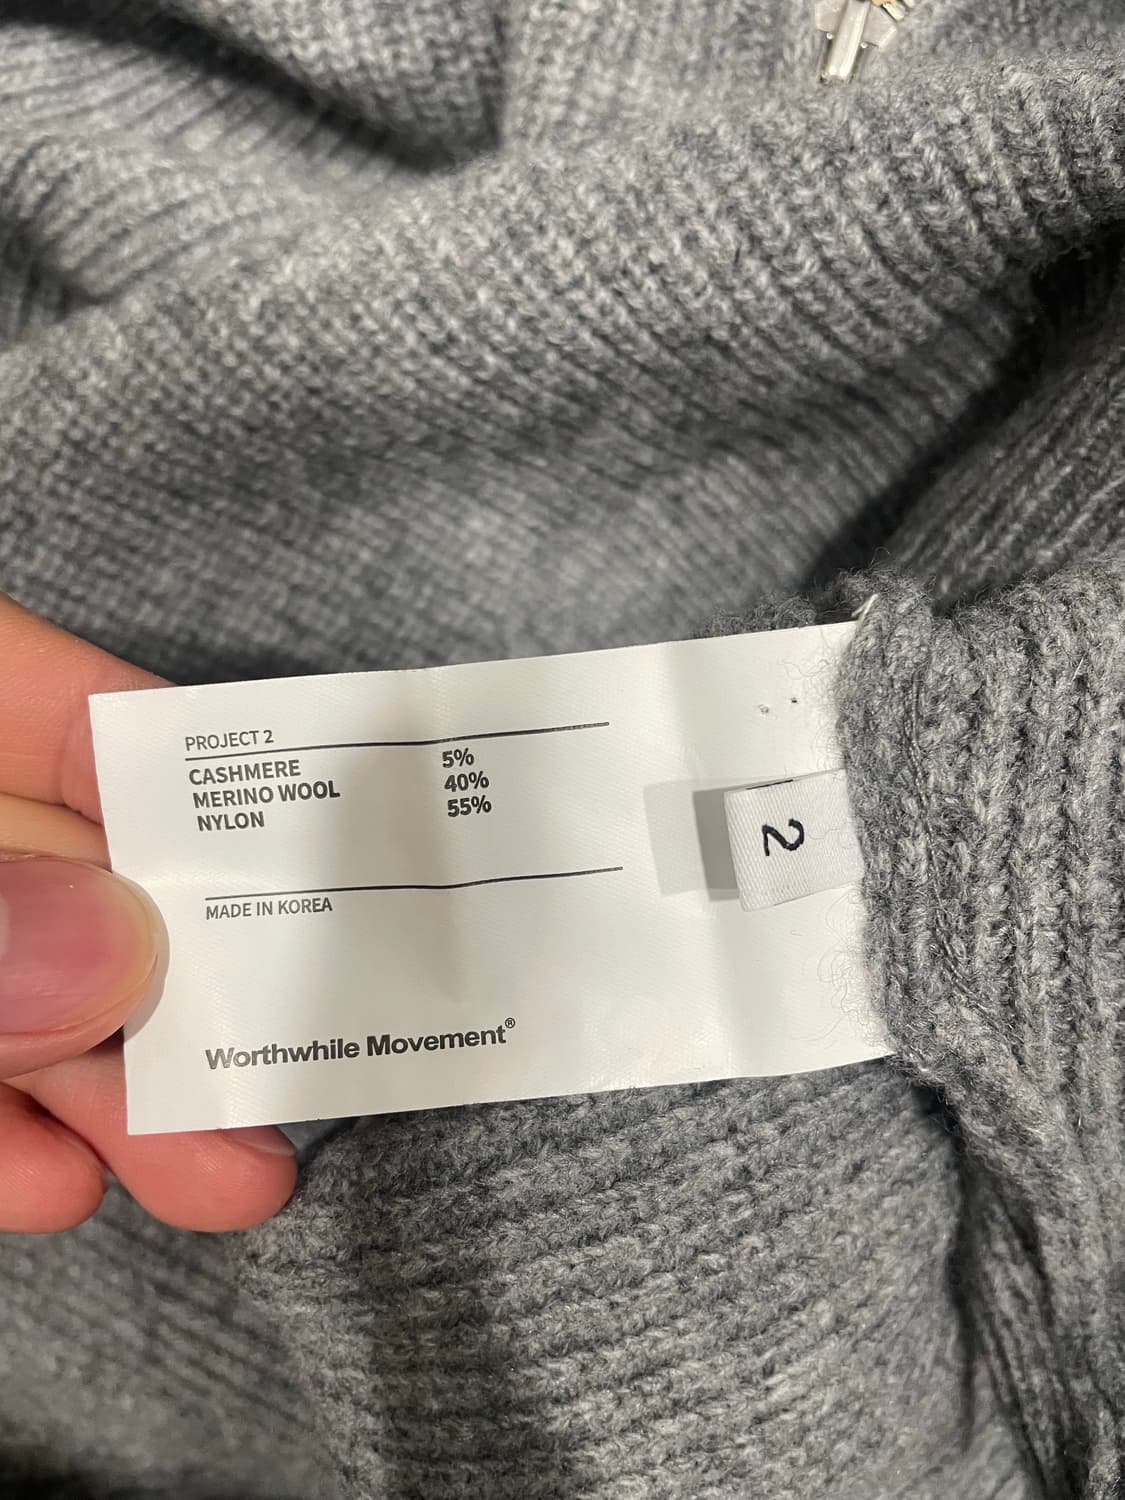 PROJECT 2
CASHMERE 5%
MERINO WOOL 40%
NYLON 55%
MADE IN KOREA
Worthwhile Movement®
2